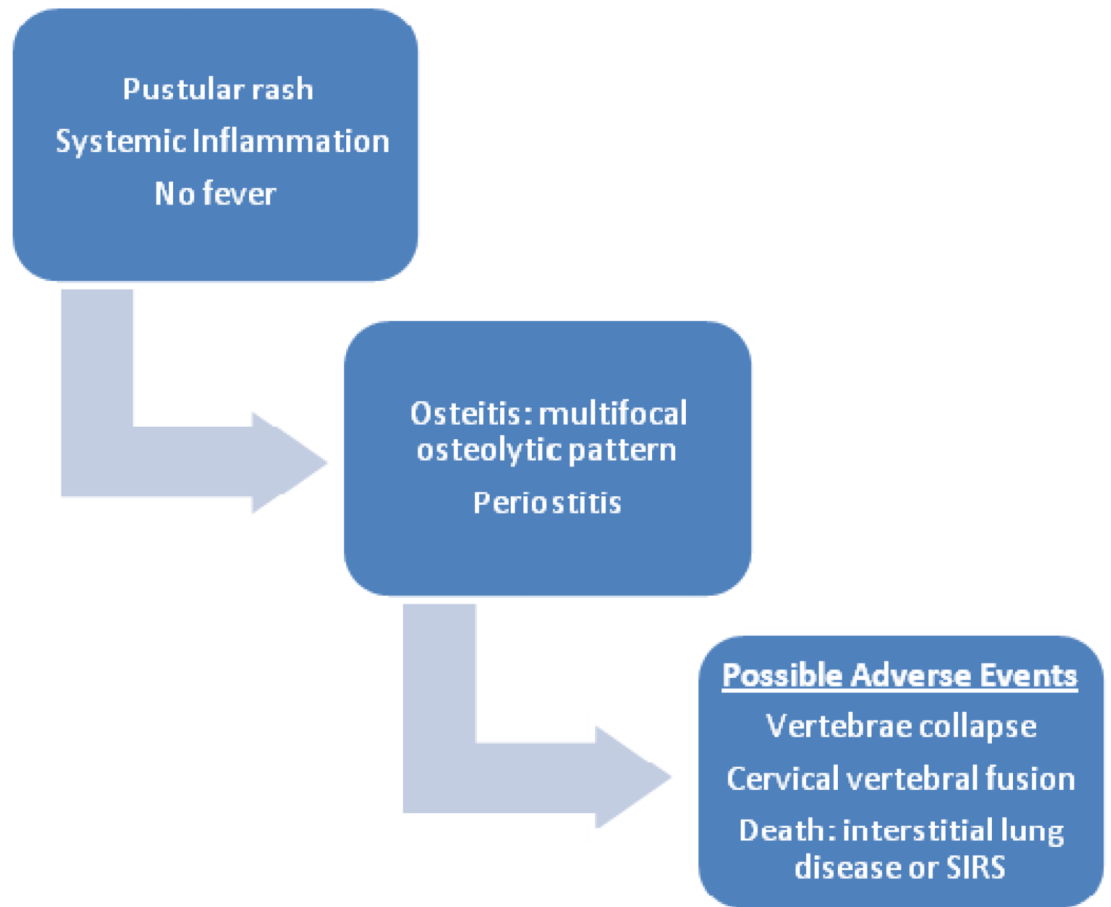 Pustular rash
Systemic Inflammation
No fever
Osteitis: multifocal
osteolytic pattern
Periostitis
Possible Adverse Events
Vertebrae collapse
Cervical vertebral fusion
Death: interstitial lung
disease or SIRS